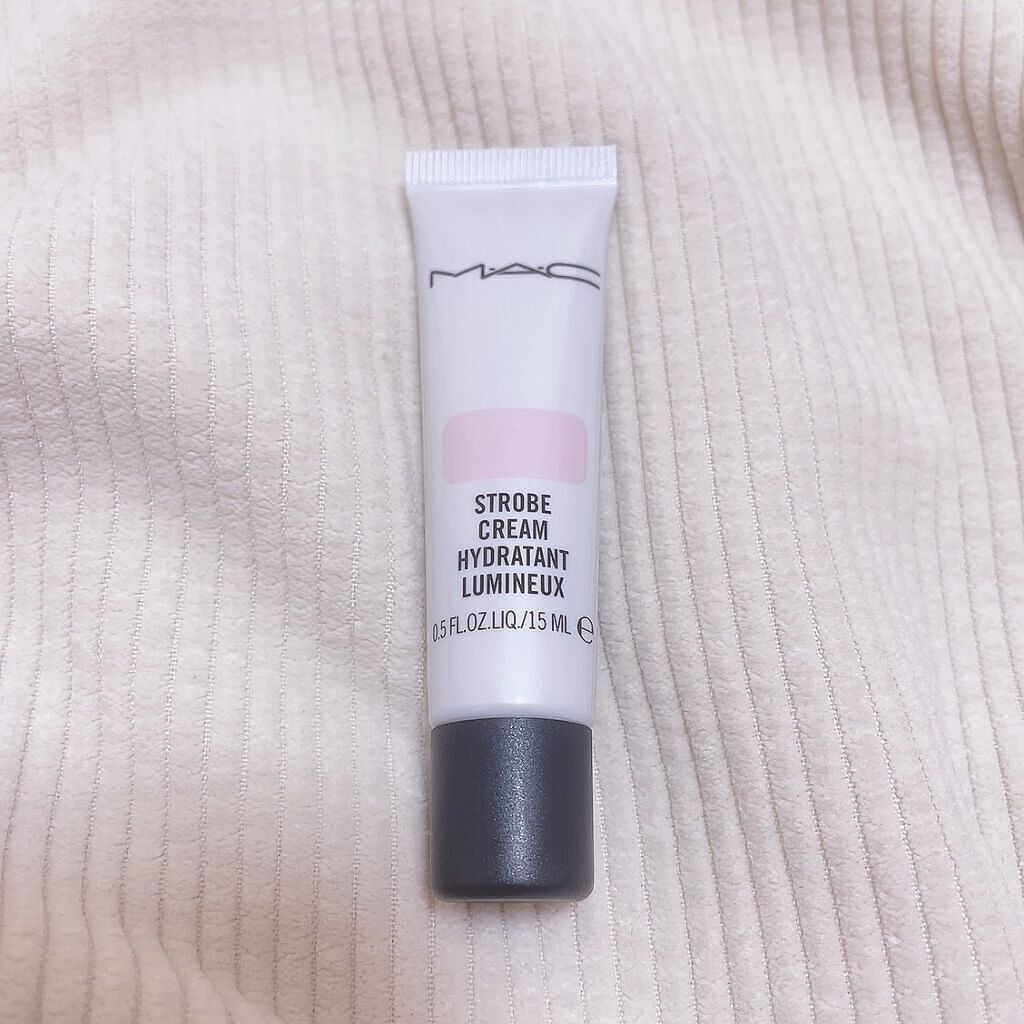 M·A·C
STROBE
CREAM
HYDRATANT
LUMINEUX
0.5 FL.OZ.LIQ./15 ML ℮